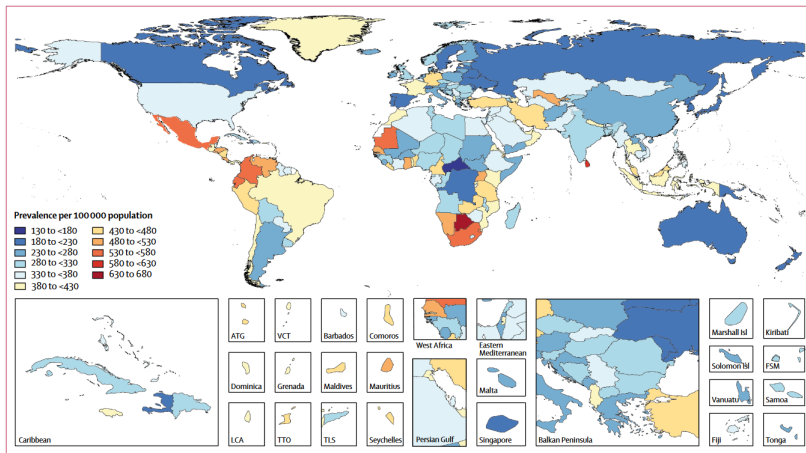 Prevalence per 100 000 population
130 to <180
180 to <230
230 to <280
280 to <330
330 to <380
380 to <430
430 to <480
480 to <530
530 to <580
580 to <630
630 to 680
Caribbean
ATG
VCT
Barbados
Comoros
West Africa
Eastern
Mediterranean
Balkan Peninsula
Marshall Isl
Kiribati
Dominica
Grenada
Maldives
Mauritius
Persian Gulf
Malta
Solomon Isl
FSM
LCA
TTO
TLS
Seychelles
Singapore
Vanuatu
Samoa
Fiji
Tonga